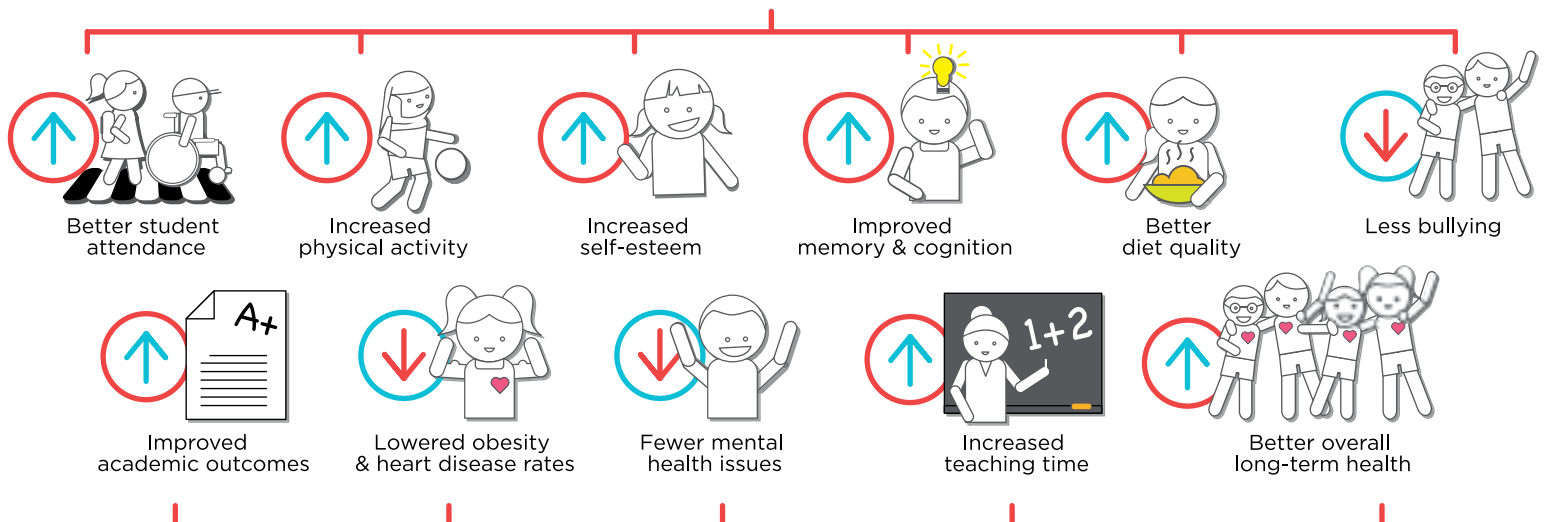 Better student
attendance
Increased
physical activity
Increased
self-esteem
Improved
memory & cognition
Better
diet quality
Less bullying
A+
Improved
academic outcomes
Lowered obesity
& heart disease rates
Fewer mental
health issues
1+2
Increased
teaching time
Better overall
long-term health